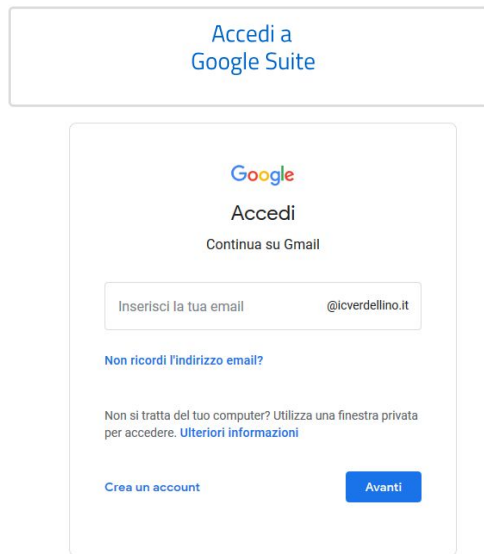 Accedi a
Google Suite
Google
Accedi
Continua su Gmail
Inserisci la tua email @icverdellino.it
Non ricordi l'indirizzo email?
Non si tratta del tuo computer? Utilizza una finestra privata
per accedere. Ulteriori informazioni
Crea un account Avanti